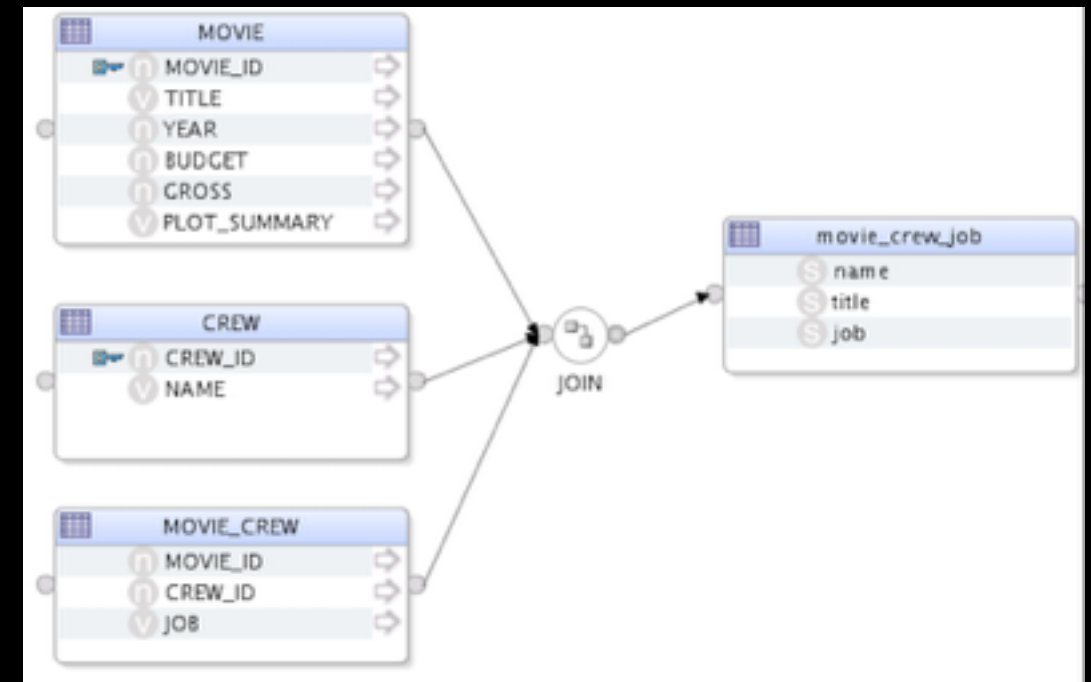 MOVIE
MOVIE_ID
TITLE
YEAR
BUDGET
GROSS
PLOT_SUMMARY
CREW
CREW_ID
NAME
MOVIE_CREW
MOVIE_ID
CREW_ID
JOB
JOIN
movie_crew_job
name
title
job